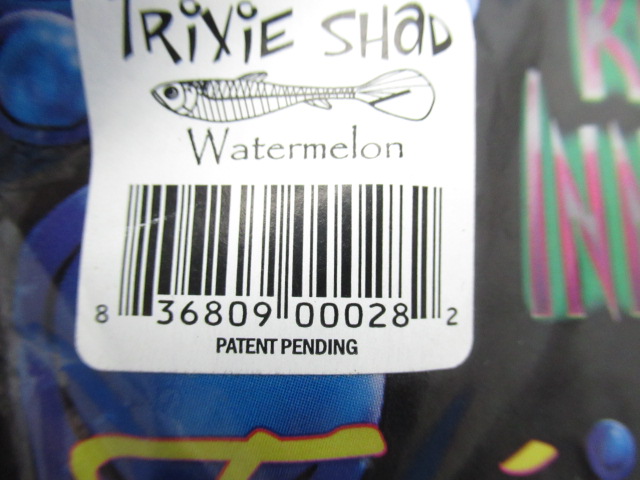 TRIXIE SHAD
Watermelon
8 36809 00028 2
PATENT PENDING